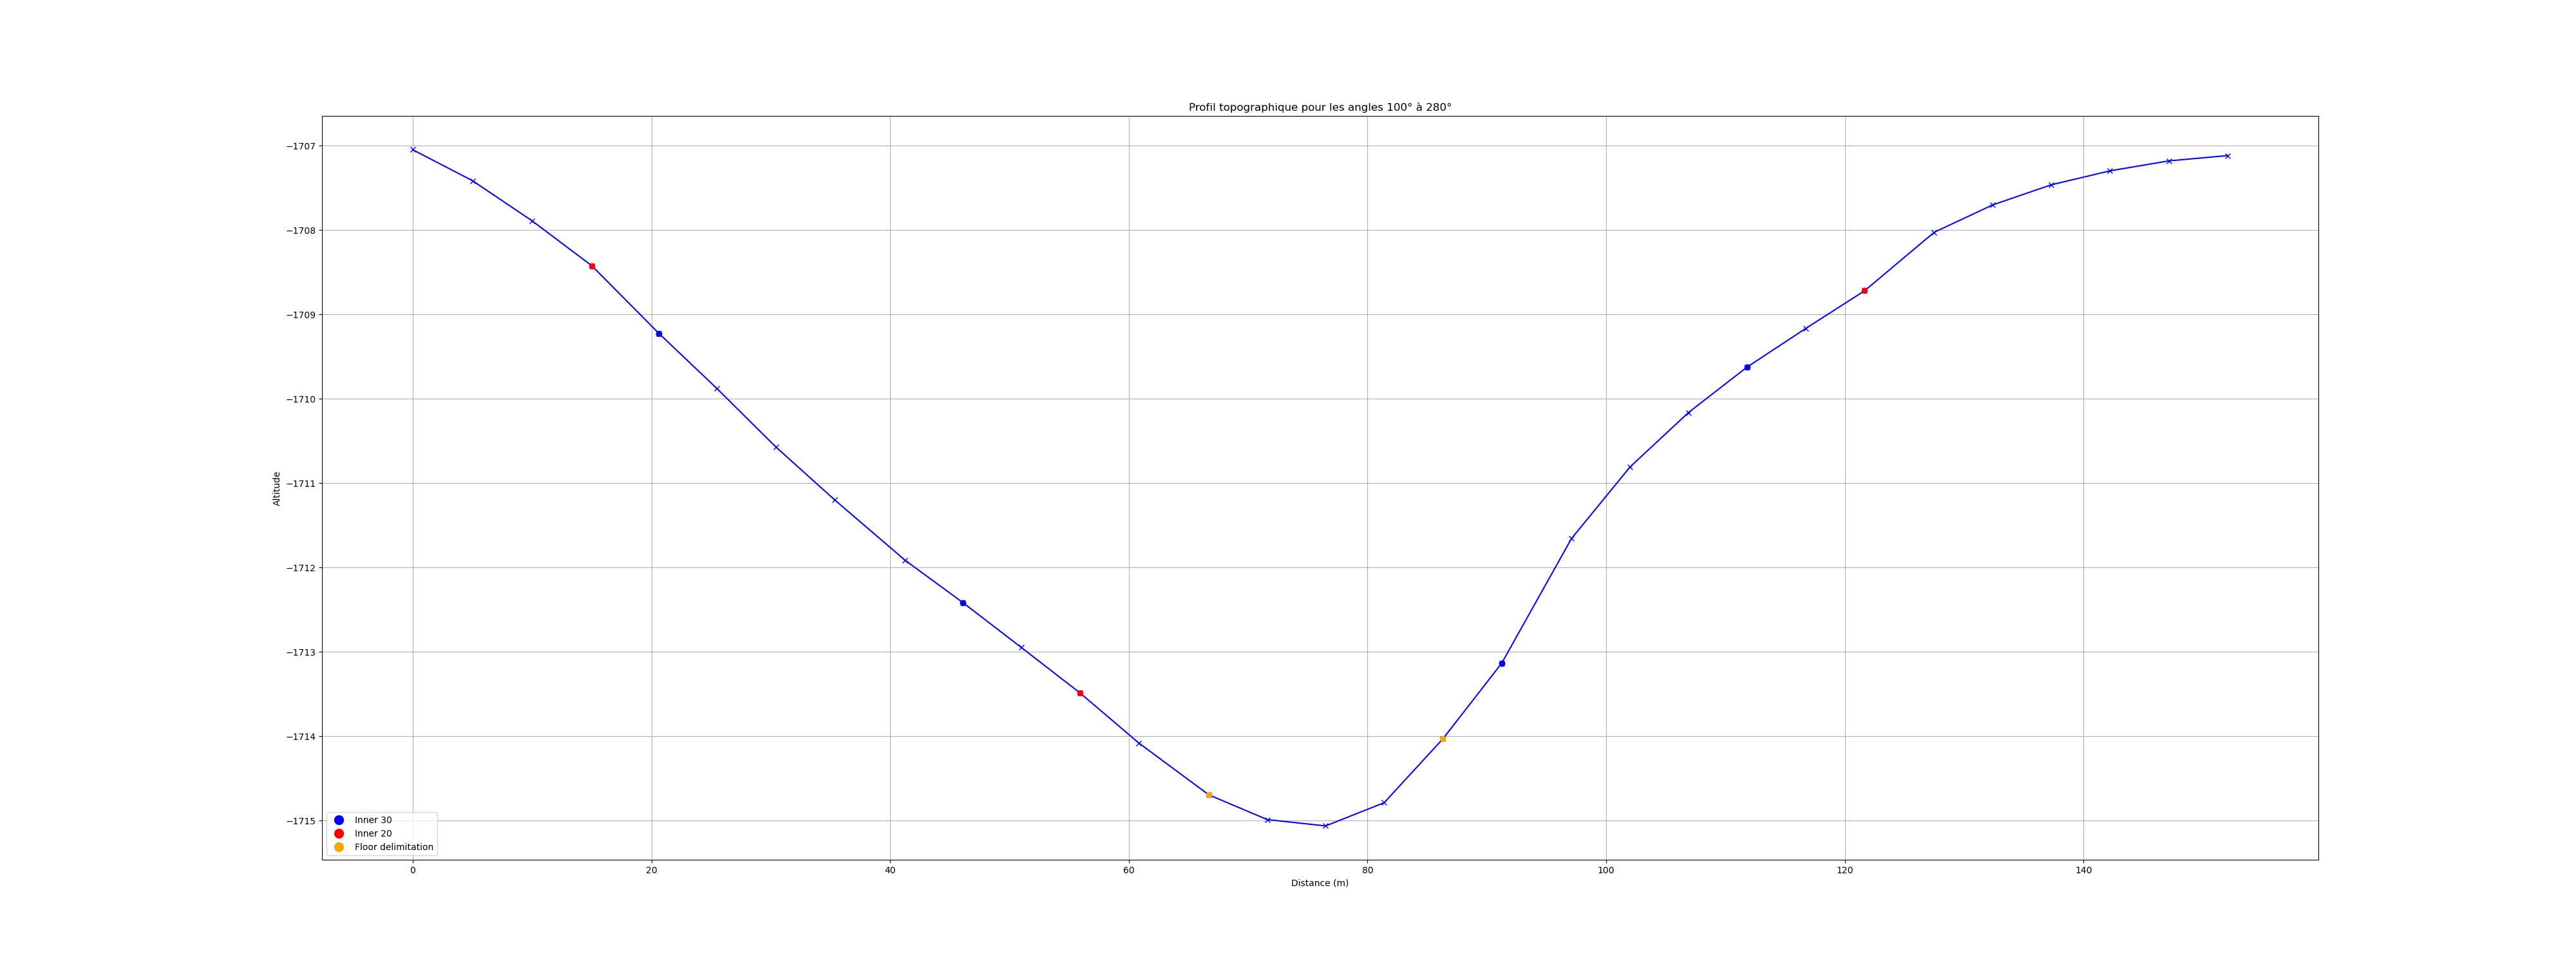 Profil topographique pour les angles 100° à 280°
−1707
−1708
−1709
−1710
−1711
−1712
−1713
−1714
−1715
Altitude
Inner 30
Inner 20
Floor delimitation
0 20 40 60 80 100 120 140
Distance (m)